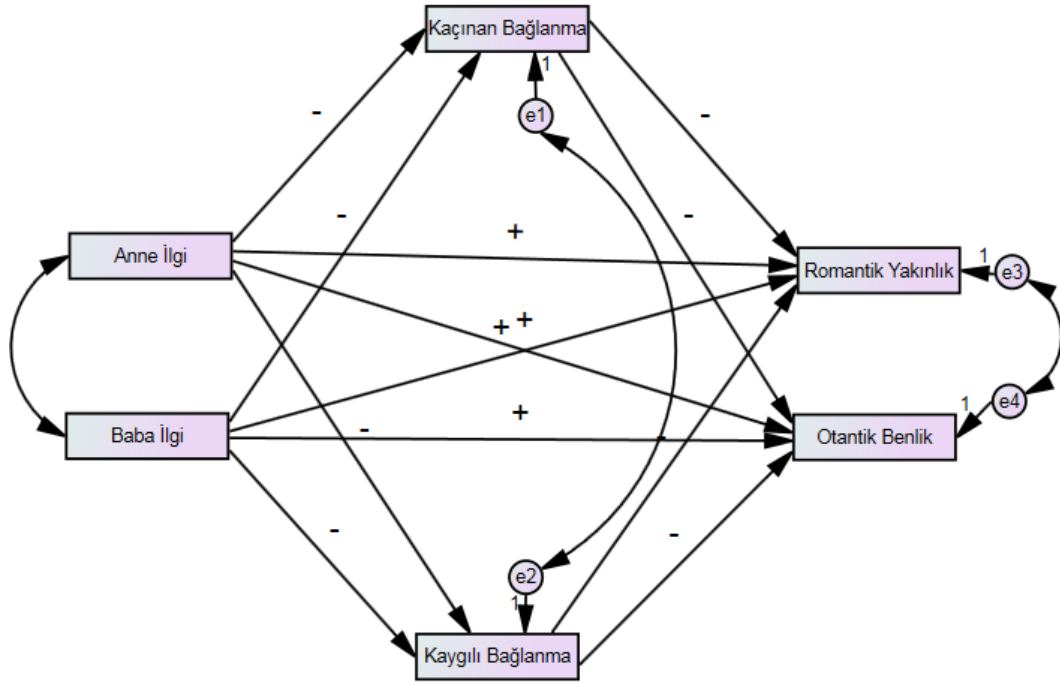 Kaçınan Bağlanma
1
e1
-
-
-
-
+
Anne İlgi
Romantik Yakınlık
1
e3
+
+
Baba İlgi
-
+
-
Otantik Benlik
1
e4
-
-
e2
1
Kaygılı Bağlanma